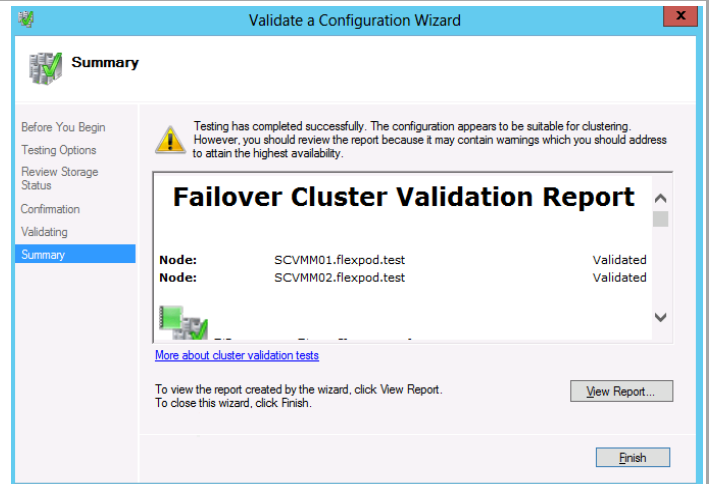 Validate a Configuration Wizard
x
Summary
Before You Begin
Testing Options
Review Storage
Status
Confirmation
Validating
Summary
Testing has completed successfully. The configuration appears to be suitable for clustering.
However, you should review the report because it may contain warnings which you should address
to attain the highest availability.
Failover Cluster Validation Report
Node: SCVMM01.flexpod.test Validated
Node: SCVMM02.flexpod.test Validated
More about cluster validation tests
To view the report created by the wizard, click View Report.
To close this wizard, click Finish.
View Report...
Finish